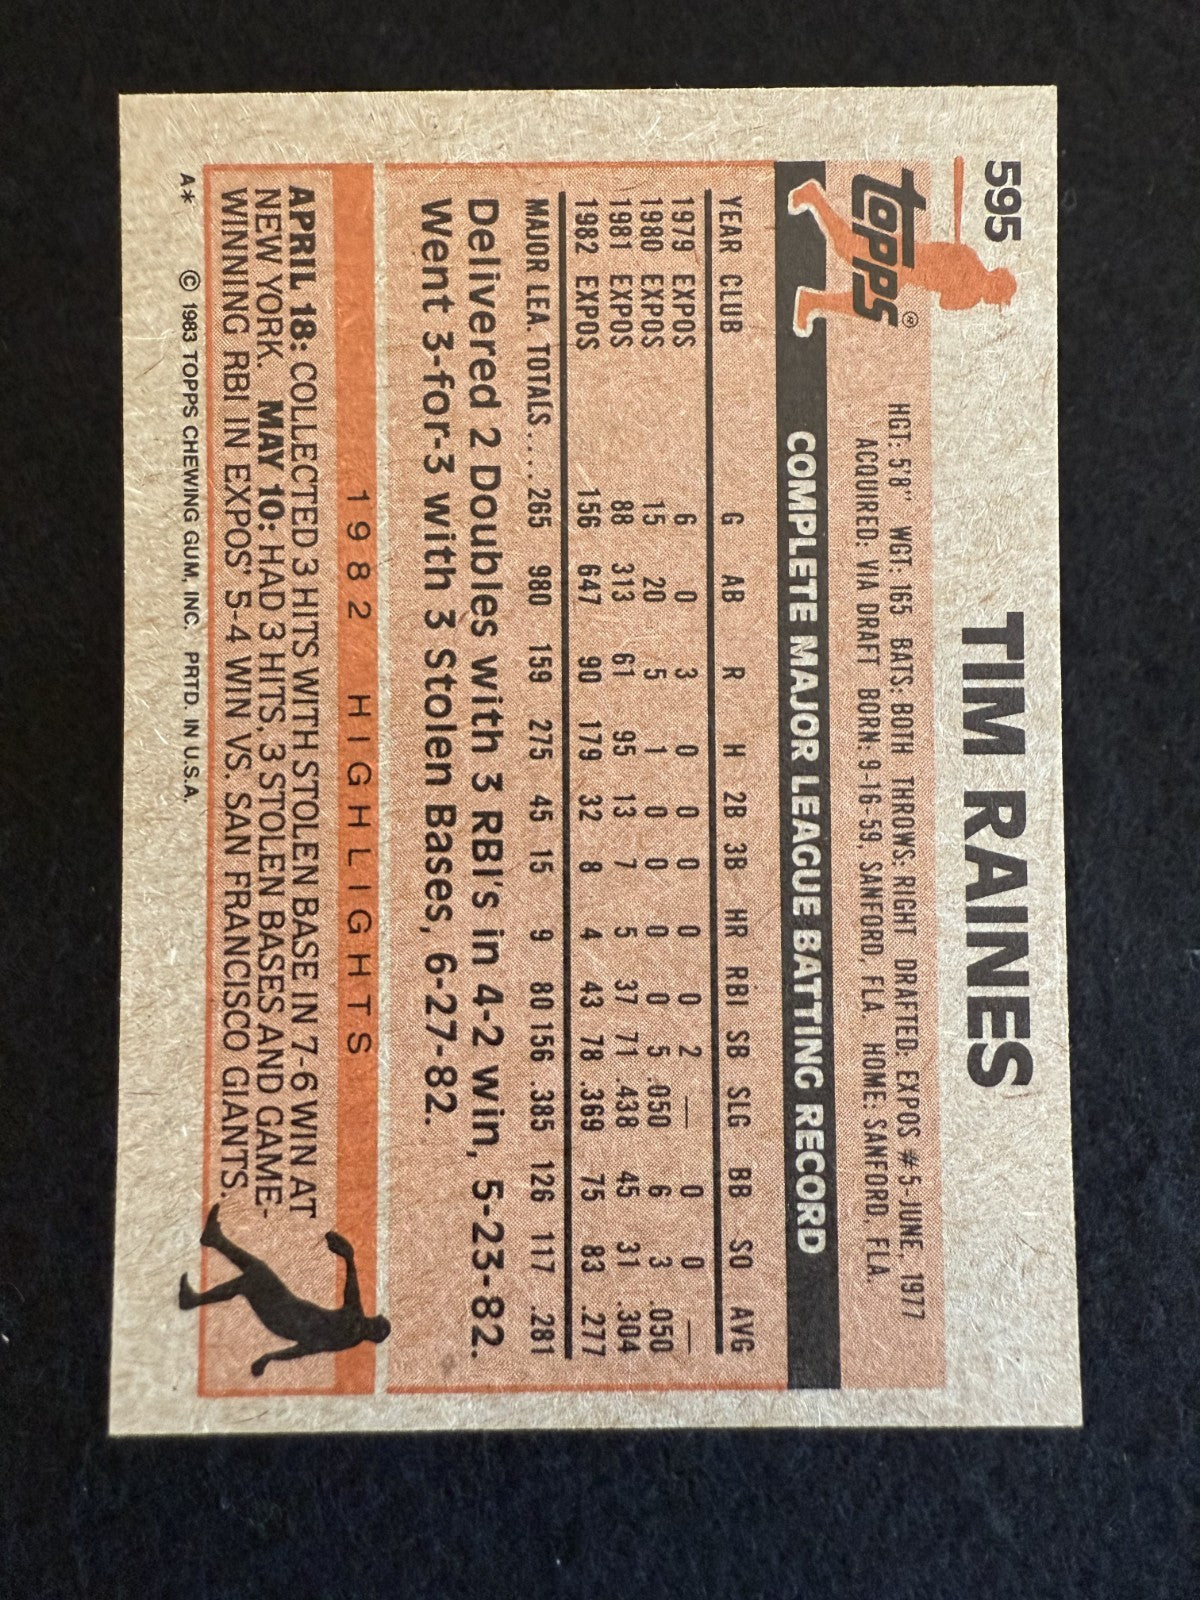 595
TIM RAINES
topps®
HGT: 5'8" WGT: 165 BATS: BOTH THROWS: RIGHT DRAFTED: EXPOS #5-JUNE, 1977
ACQUIRED: VIA DRAFT BORN: 9-16-59, SANFORD, FLA. HOME: SANFORD, FLA.
COMPLETE MAJOR LEAGUE BATTING RECORD
YEAR CLUB G AB R H 2B 3B HR RBI SB SLG BB SO AVG
1979 EXPOS 6 0 3 0 0 0 0 0 2 — 0 0 —
1980 EXPOS 15 20 5 1 0 0 0 0 5 .050 6 3 .050
1981 EXPOS 88 313 61 95 13 7 5 37 71 .438 45 31 .304
1982 EXPOS 156 647 90 179 32 8 4 43 78 .369 75 83 .277
MAJOR LEA. TOTALS.....265 980 159 275 45 15 9 80 156 .385 126 117 .281
Delivered 2 Doubles with 3 RBI's in 4-2 win, 5-23-82.
Went 3-for-3 with 3 Stolen Bases, 6-27-82.
1982 HIGHLIGHTS
APRIL 18: COLLECTED 3 HITS WITH STOLEN BASE IN 7-6 WIN AT
NEW YORK. MAY 10: HAD 3 HITS, 3 STOLEN BASES AND GAME-
WINNING RBI IN EXPOS' 5-4 WIN VS. SAN FRANCISCO GIANTS.
A* © 1983 TOPPS CHEWING GUM, INC. PRTD. IN U.S.A.